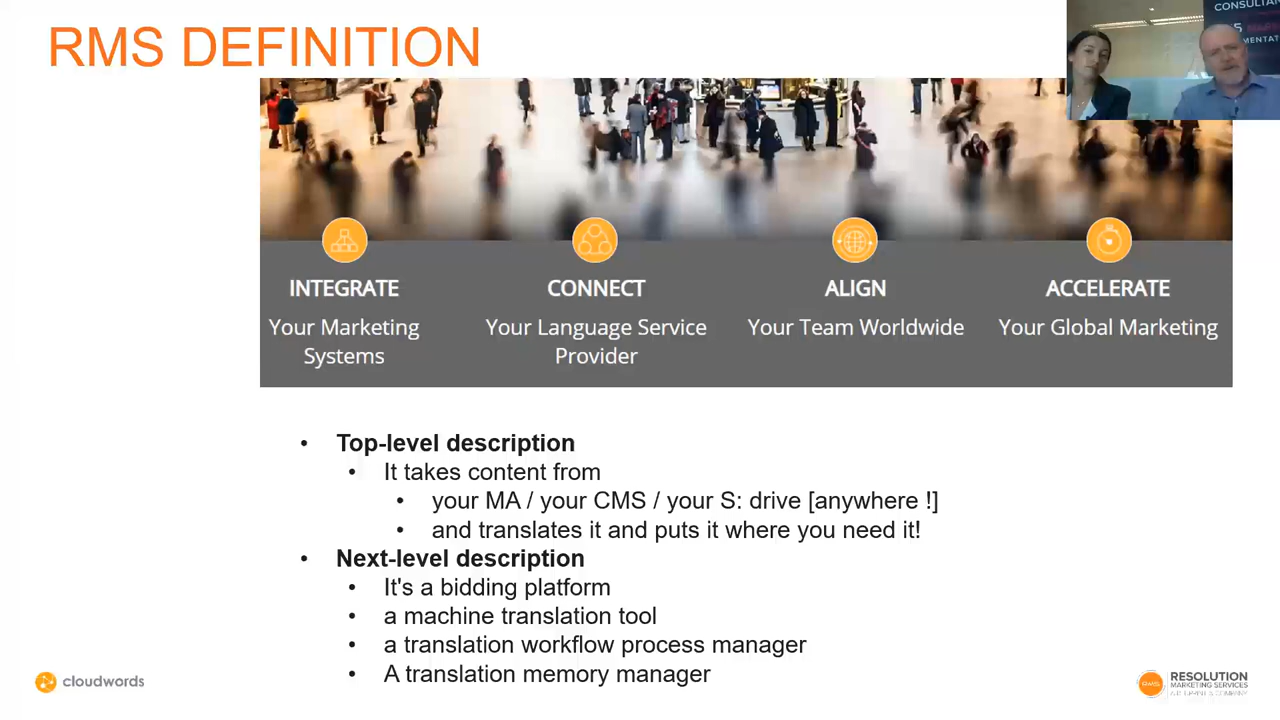 RMS DEFINITION
CONSULTAN
INTEGRATE
Your Marketing
Systems
CONNECT
Your Language Service
Provider
ALIGN
Your Team Worldwide
ACCELERATE
Your Global Marketing
• Top-level description
• It takes content from
• your MA / your CMS / your S: drive [anywhere !]
• and translates it and puts it where you need it!
• Next-level description
• It's a bidding platform
• a machine translation tool
• a translation workflow process manager
• A translation memory manager
cloudwords
RMS
RESOLUTION
MARKETING SERVICES